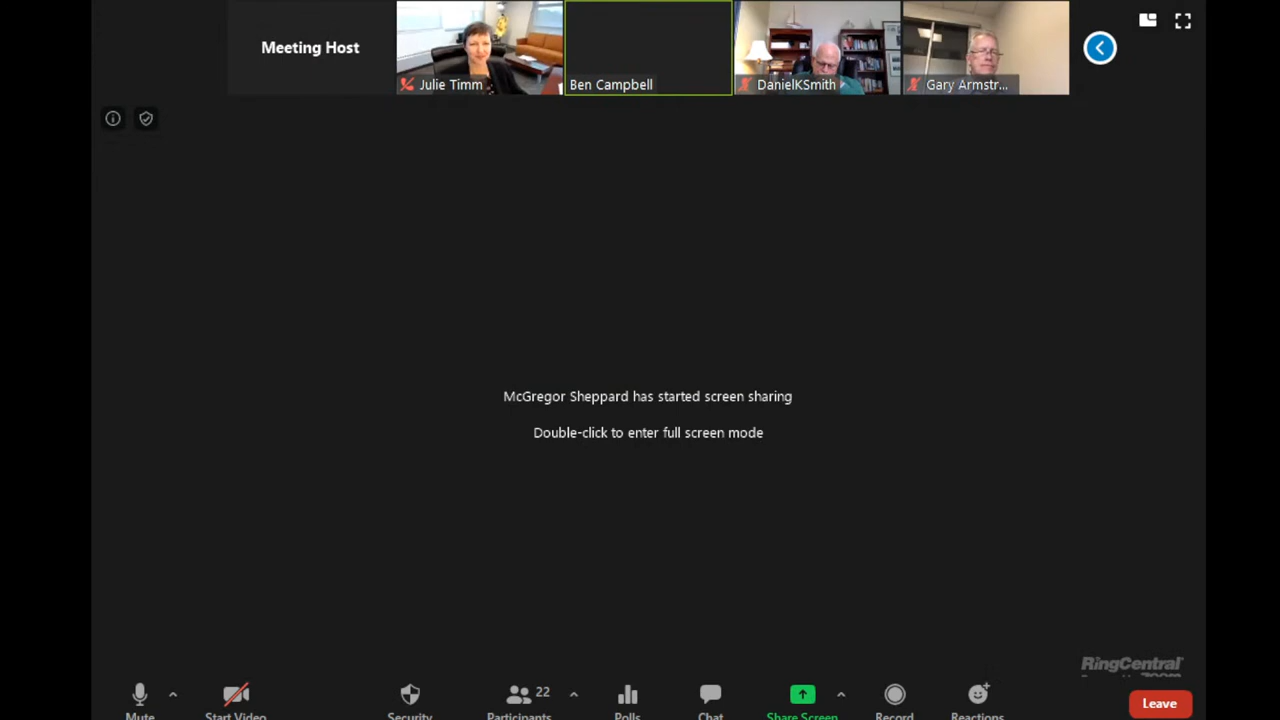 Meeting Host
Julie Timm
Ben Campbell
DanielKSmith
Gary Armstr...
McGregor Sheppard has started screen sharing
Double-click to enter full screen mode
RingCentral
22
Mute
Start Video
Security
Participants
Polls
Chat
Share Screen
Record
Reactions
Leave